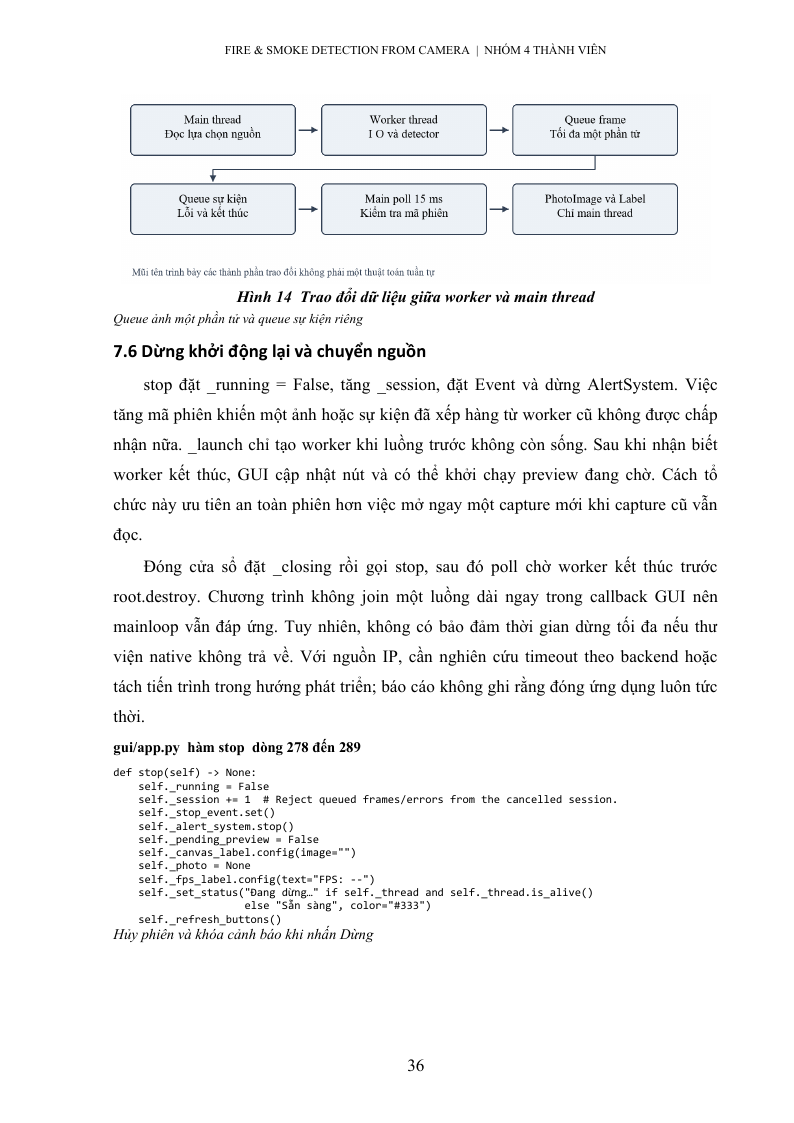 FIRE & SMOKE DETECTION FROM CAMERA | NHÓM 4 THÀNH VIÊN
Main thread
Đọc lựa chọn nguồn
Worker thread
I O và detector
Queue frame
Tối đa một phần tử
Queue sự kiện
Lỗi và kết thúc
Main poll 15 ms
Kiểm tra mã phiên
PhotoImage và Label
Chỉ main thread
Mũi tên trình bày các thành phần trao đổi không phải một thuật toán tuần tự
Hình 14 Trao đổi dữ liệu giữa worker và main thread
Queue ảnh một phần tử và queue sự kiện riêng
7.6 Dừng khởi động lại và chuyển nguồn
stop đặt _running = False, tăng _session, đặt Event và dừng AlertSystem. Việc
tăng mã phiên khiến một ảnh hoặc sự kiện đã xếp hàng từ worker cũ không được chấp
nhận nữa. _launch chỉ tạo worker khi luồng trước không còn sống. Sau khi nhận biết
worker kết thúc, GUI cập nhật nút và có thể khởi chạy preview đang chờ. Cách tổ
chức này ưu tiên an toàn phiên hơn việc mở ngay một capture mới khi capture cũ vẫn
đọc.
Đóng cửa sổ đặt _closing rồi gọi stop, sau đó poll chờ worker kết thúc trước
root.destroy. Chương trình không join một luồng dài ngay trong callback GUI nên
mainloop vẫn đáp ứng. Tuy nhiên, không có bảo đảm thời gian dừng tối đa nếu thư
viện native không trả về. Với nguồn IP, cần nghiên cứu timeout theo backend hoặc
tách tiến trình trong hướng phát triển; báo cáo không ghi rằng đóng ứng dụng luôn tức
thời.
gui/app.py hàm stop dòng 278 đến 289
def stop(self) -> None:
    self._running = False
    self._session += 1  # Reject queued frames/errors from the cancelled session.
    self._stop_event.set()
    self._alert_system.stop()
    self._pending_preview = False
    self._canvas_label.config(image="")
    self._photo = None
    self._fps_label.config(text="FPS: --")
    self._set_status("Đang dừng…" if self._thread and self._thread.is_alive()
                     else "Sẵn sàng", color="#333")
    self._refresh_buttons()
Hủy phiên và khóa cảnh báo khi nhấn Dừng
36